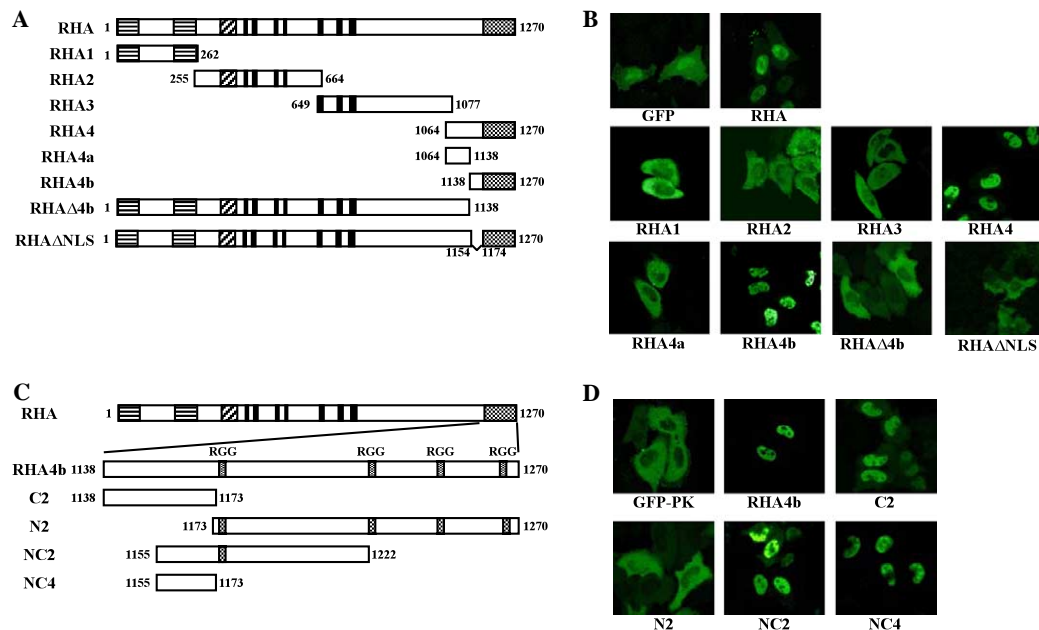 A
RHA 1 1270
RHA1 1 262
RHA2 255 664
RHA3 649 1077
RHA4 1064 1270
RHA4a 1064 1138
RHA4b 1138 1270
RHAΔ4b 1 1138
RHAΔNLS 1 1270
1154 1174
B
GFP RHA
RHA1 RHA2 RHA3 RHA4
RHA4a RHA4b RHAΔ4b RHAΔNLS
C
RHA 1 1270
RGG RGG RGG RGG
RHA4b 1138 1270
C2 1138 1173
N2 1173 1270
NC2 1155 1222
NC4 1155 1173
D
GFP-PK RHA4b C2
N2 NC2 NC4